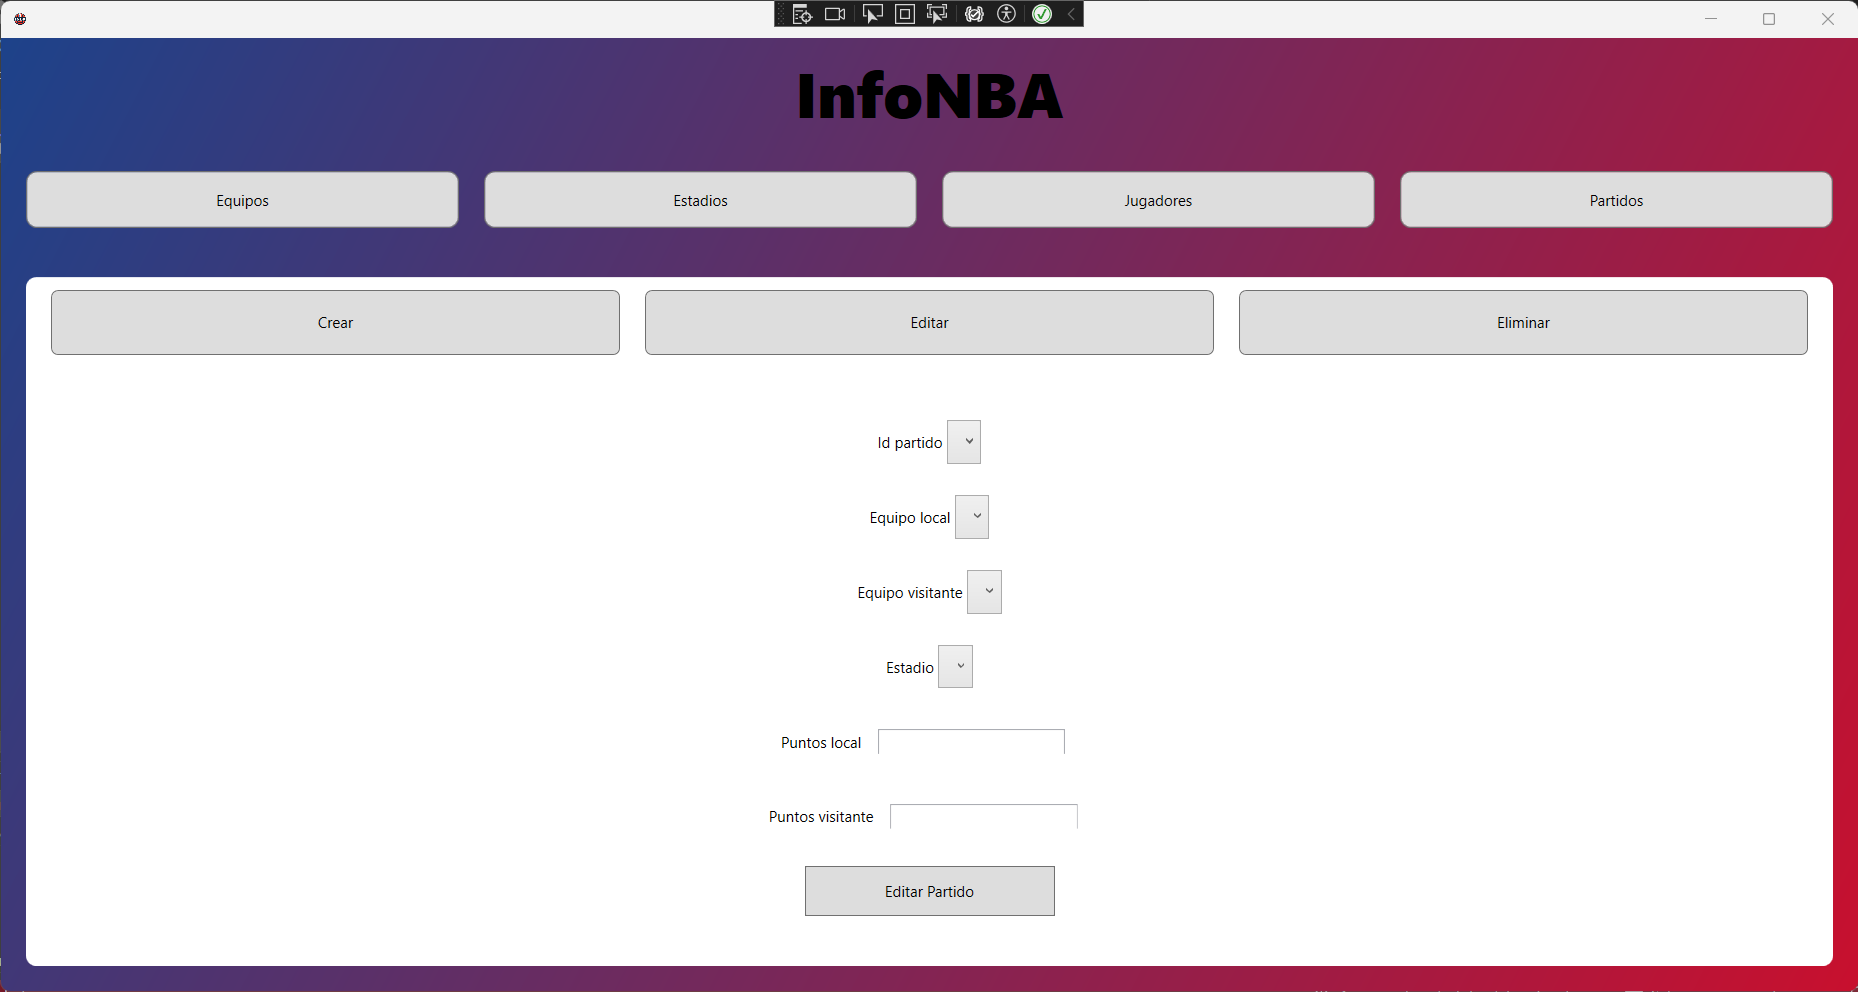 InfoNBA
Equipos
Estadios
Jugadores
Partidos
Crear
Editar
Eliminar
Id partido
Equipo local
Equipo visitante
Estadio
Puntos local
Puntos visitante
Editar Partido